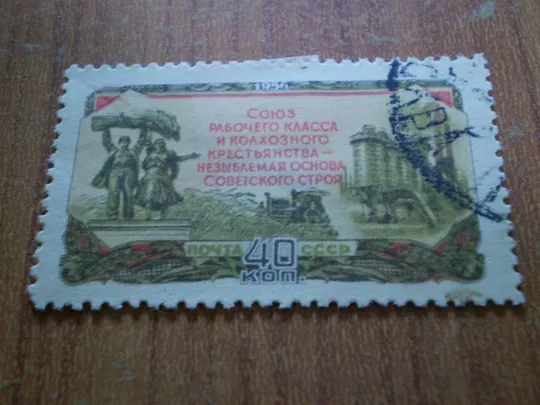 1956
Союз
рабочего класса
и колхозного
крестьянства —
незыблемая основа
Советского строя
ПОЧТА 40 СССР
КОП.